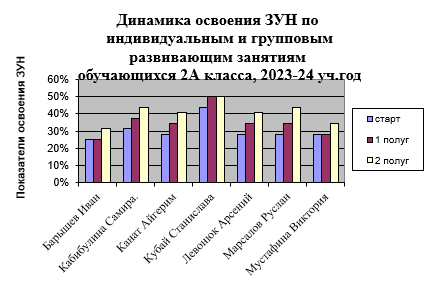 Динамика освоения ЗУН по
индивидуальным и групповым
развивающим занятиям
обучающихся 2А класса, 2023-24 уч.год
Показатели освоения ЗУН
60%
50%
40%
30%
20%
10%
0%
Барышев Иван
Кабибулина Самира.
Канат Айгерим
Кубай Станислава
Левонюк Арсений
Марсалов Руслан
Мустафина Виктория
старт
1 полуг
2 полуг